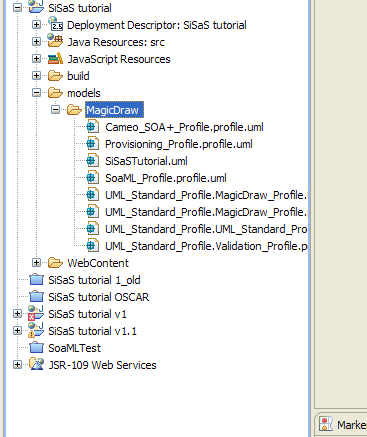 SiSaS tutorial
Deployment Descriptor: SiSaS tutorial
Java Resources: src
JavaScript Resources
build
models
MagicDraw
Cameo_SOA+_Profile.profile.uml
Provisioning_Profile.profile.uml
SiSaSTutorial.uml
SoaML_Profile.profile.uml
UML_Standard_Profile.MagicDraw_Profile.
UML_Standard_Profile.MagicDraw_Profile.
UML_Standard_Profile.UML_Standard_Pro
UML_Standard_Profile.Validation_Profile.p
WebContent
SiSaS tutorial 1_old
SiSaS tutorial OSCAR
SiSaS tutorial v1
SiSaS tutorial v1.1
SoaMLTest
JSR-109 Web Services
Marke